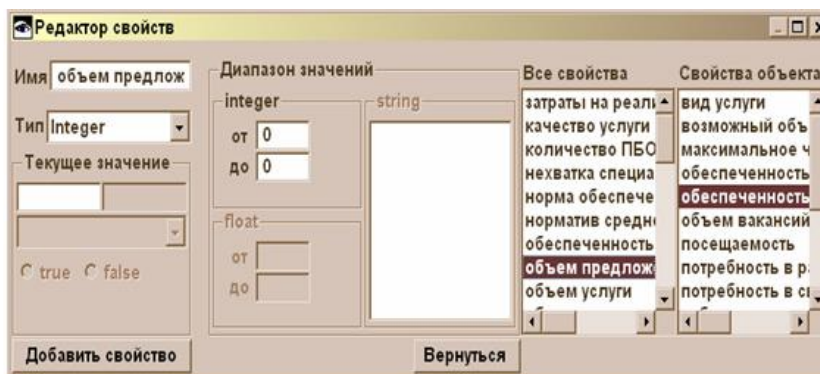 Редактор свойств
Имя объем предлож
Тип Integer
Текущее значение
true false
Добавить свойство
Диапазон значений
integer
от 0
до 0
float
от
до
string
Вернуться
Все свойства
затраты на реали
качество услуги
количество ПБО
нехватка специа
норма обеспече
норматив средн
обеспеченность
объем предлож
объем услуги
Свойства объекта
вид услуги
возможный объ
максимальное ч
обеспеченность
обеспеченность
объем вакансий
посещаемость
потребность в р
потребность в с